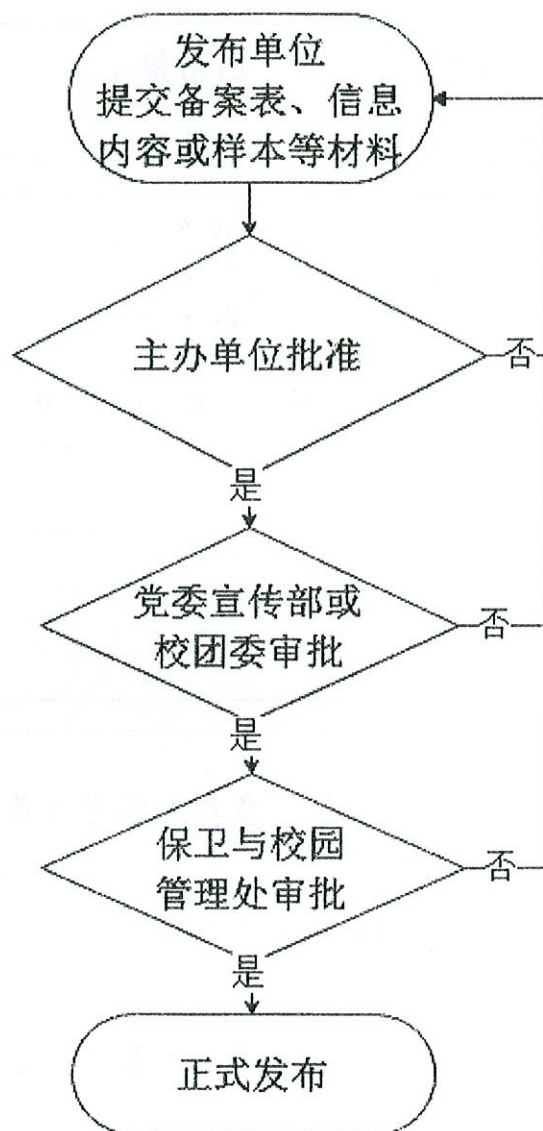 发布单位
提交备案表、信息
内容或样本等材料
主办单位批准
否
是
党委宣传部或
校团委审批
否
是
保卫与校园
管理处审批
否
是
正式发布